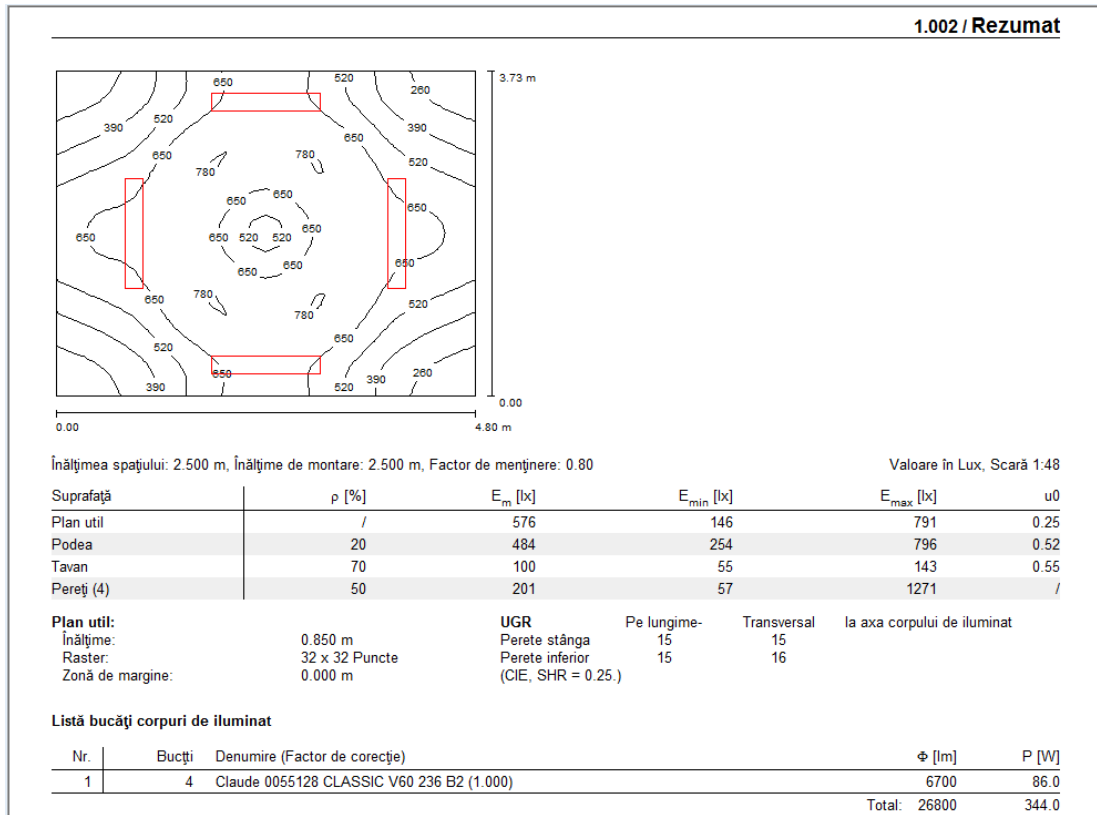 1.002 / Rezumat
650 520 260 3.73 m
390 520 390
650 650 520
780 780
650 650 650
650 650 520 520 650
650 650 650
650 780 780 520
520 650
390 650 520 390 260
0.00
0.00 4.80 m
Înălţimea spaţiului: 2.500 m, Înălţime de montare: 2.500 m, Factor de menţinere: 0.80 Valoare în Lux, Scară 1:48
Suprafaţă ρ [%] Em [lx] Emin [lx] Emax [lx] u0
Plan util / 576 146 791 0.25
Podea 20 484 254 796 0.52
Tavan 70 100 55 143 0.55
Pereţi (4) 50 201 57 1271 /
Plan util: UGR Pe lungime- Transversal la axa corpului de iluminat
Înălţime: 0.850 m Perete stânga 15 15
Raster: 32 x 32 Puncte Perete inferior 15 16
Zonă de margine: 0.000 m (CIE, SHR = 0.25.)
Listă bucăţi corpuri de iluminat
Nr. Bucţti Denumire (Factor de corecţie) Φ [lm] P [W]
1 4 Claude 0055128 CLASSIC V60 236 B2 (1.000) 6700 86.0
Total: 26800 344.0